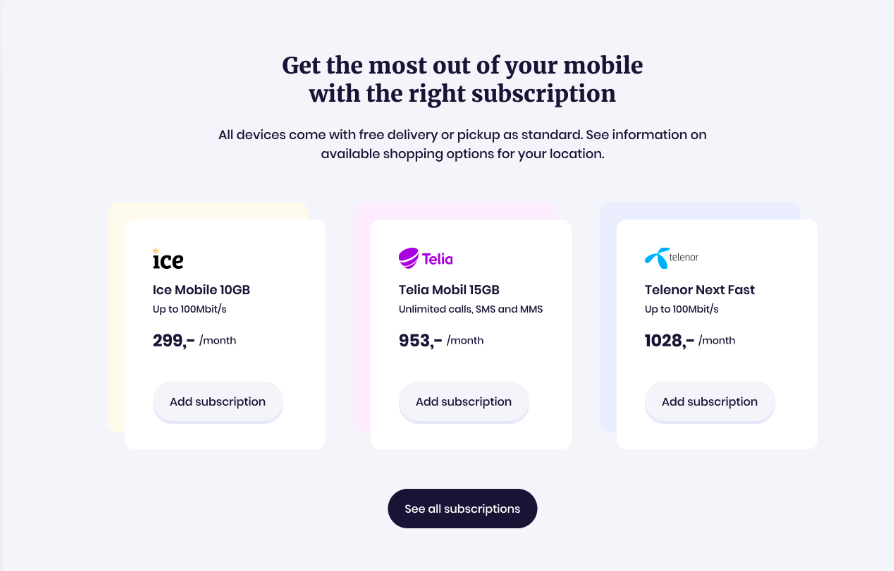 Get the most out of your mobile
with the right subscription
All devices come with free delivery or pickup as standard. See information on
available shopping options for your location.
ice
Ice Mobile 10GB
Up to 100Mbit/s
299,- /month
Add subscription
Telia
Telia Mobil 15GB
Unlimited calls, SMS and MMS
953,- /month
Add subscription
telenor
Telenor Next Fast
Up to 100Mbit/s
1028,- /month
Add subscription
See all subscriptions